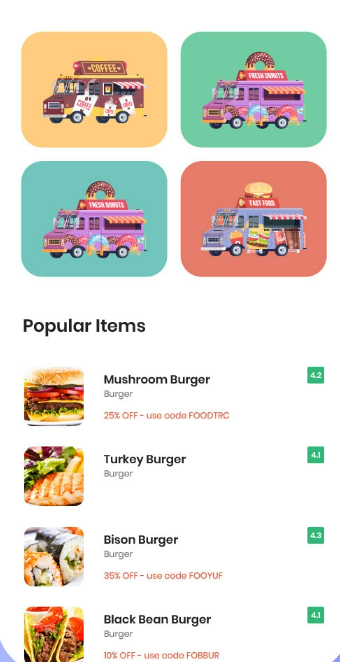 COFFEE
COFFEE
FRESH DONUTS
FRESH DONUTS
FAST FOOD
Popular Items
Mushroom Burger
4.2
Burger
25% OFF - use code FOODTRC
Turkey Burger
4.1
Burger
Bison Burger
4.3
Burger
35% OFF - use code FOOYUF
Black Bean Burger
4.1
Burger
10% OFF - use code FOBBUR